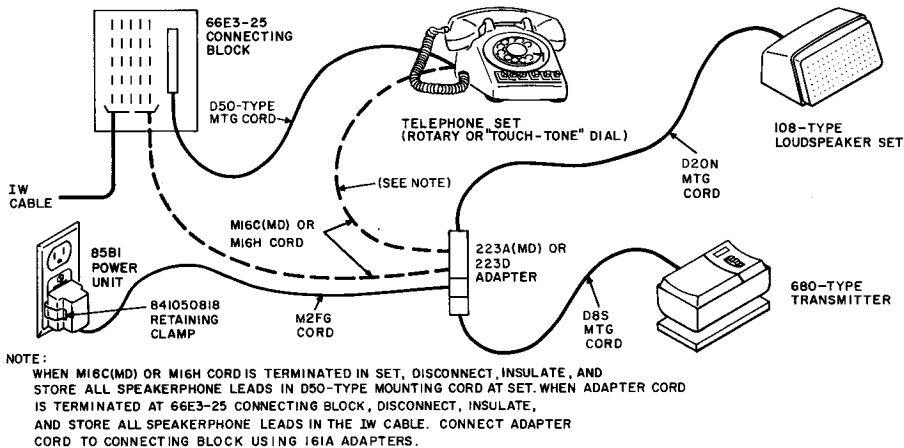 66E3-25
CONNECTING
BLOCK
D50-TYPE
MTG CORD
TELEPHONE SET
(ROTARY OR "TOUCH-TONE" DIAL)
108-TYPE
LOUDSPEAKER SET
D20N
MTG
CORD
(SEE NOTE)
IW
CABLE
M16C(MD) OR
M16H CORD
223A(MD) OR
223D
ADAPTER
85B1
POWER
UNIT
841050818
RETAINING
CLAMP
M2FG
CORD
D8S
MTG
CORD
680-TYPE
TRANSMITTER
NOTE:
WHEN M16C(MD) OR M16H CORD IS TERMINATED IN SET, DISCONNECT, INSULATE, AND
STORE ALL SPEAKERPHONE LEADS IN D50-TYPE MOUNTING CORD AT SET. WHEN ADAPTER CORD
IS TERMINATED AT 66E3-25 CONNECTING BLOCK, DISCONNECT, INSULATE,
AND STORE ALL SPEAKERPHONE LEADS IN THE IW CABLE. CONNECT ADAPTER
CORD TO CONNECTING BLOCK USING 161A ADAPTERS.